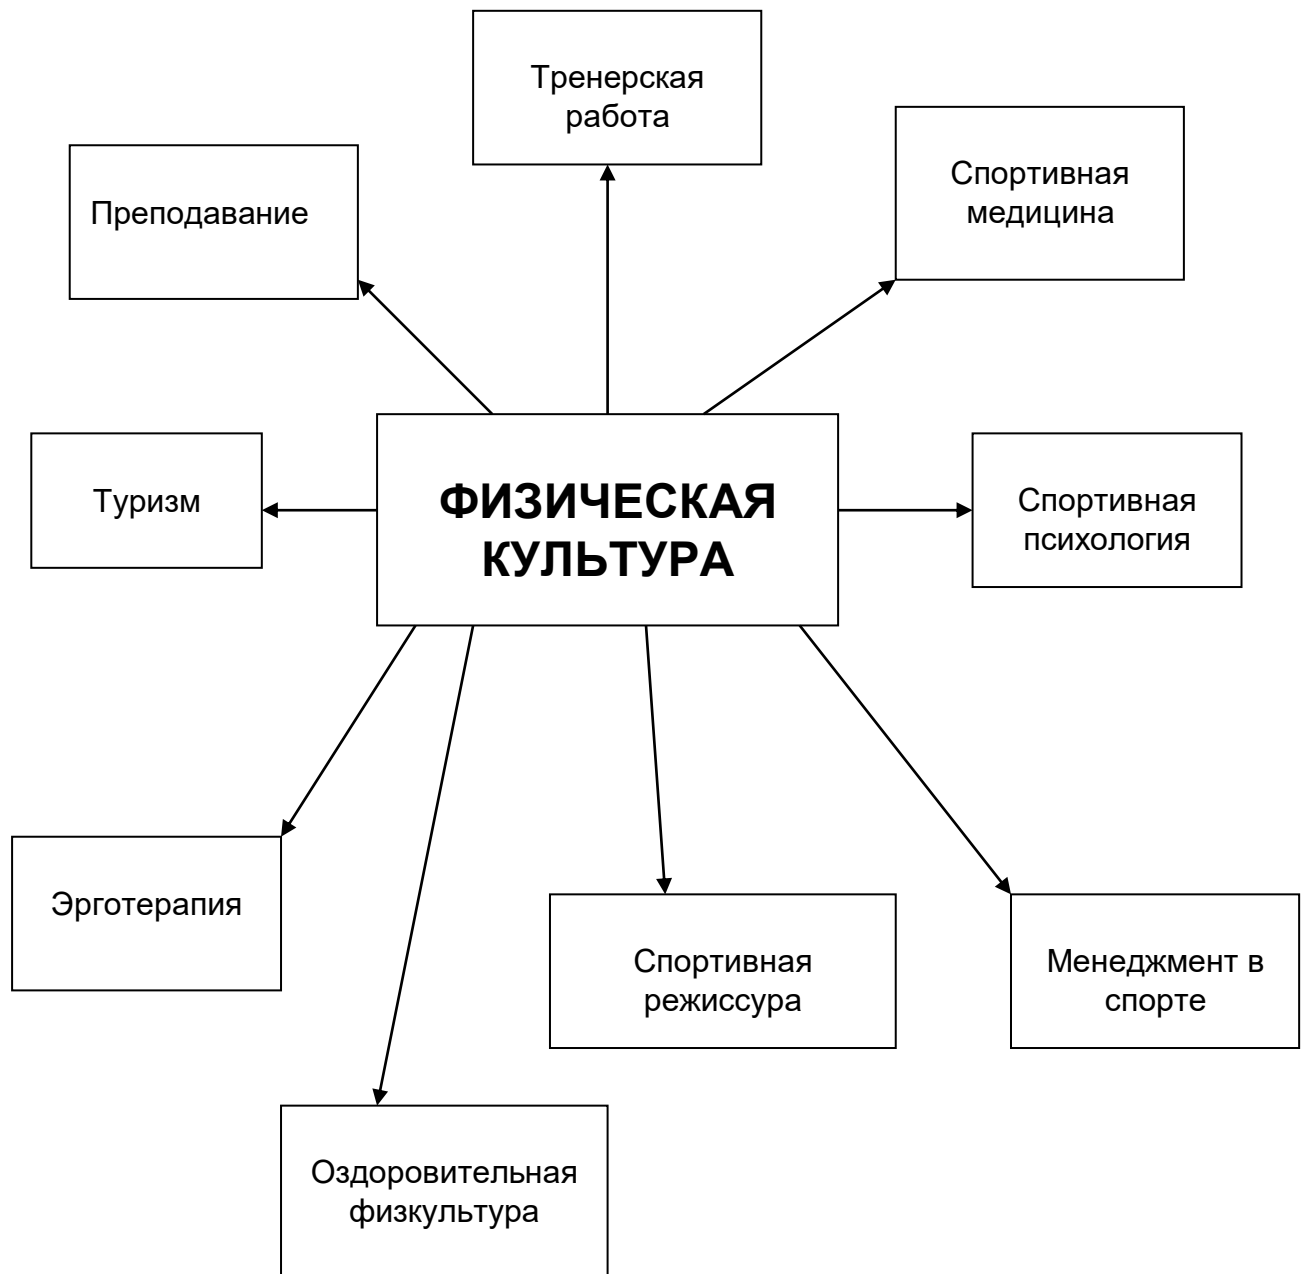 Тренерская
работа
Спортивная
медицина
Преподавание
Туризм
ФИЗИЧЕСКАЯ
КУЛЬТУРА
Спортивная
психология
Эрготерапия
Спортивная
режиссура
Менеджмент в
спорте
Оздоровительная
физкультура